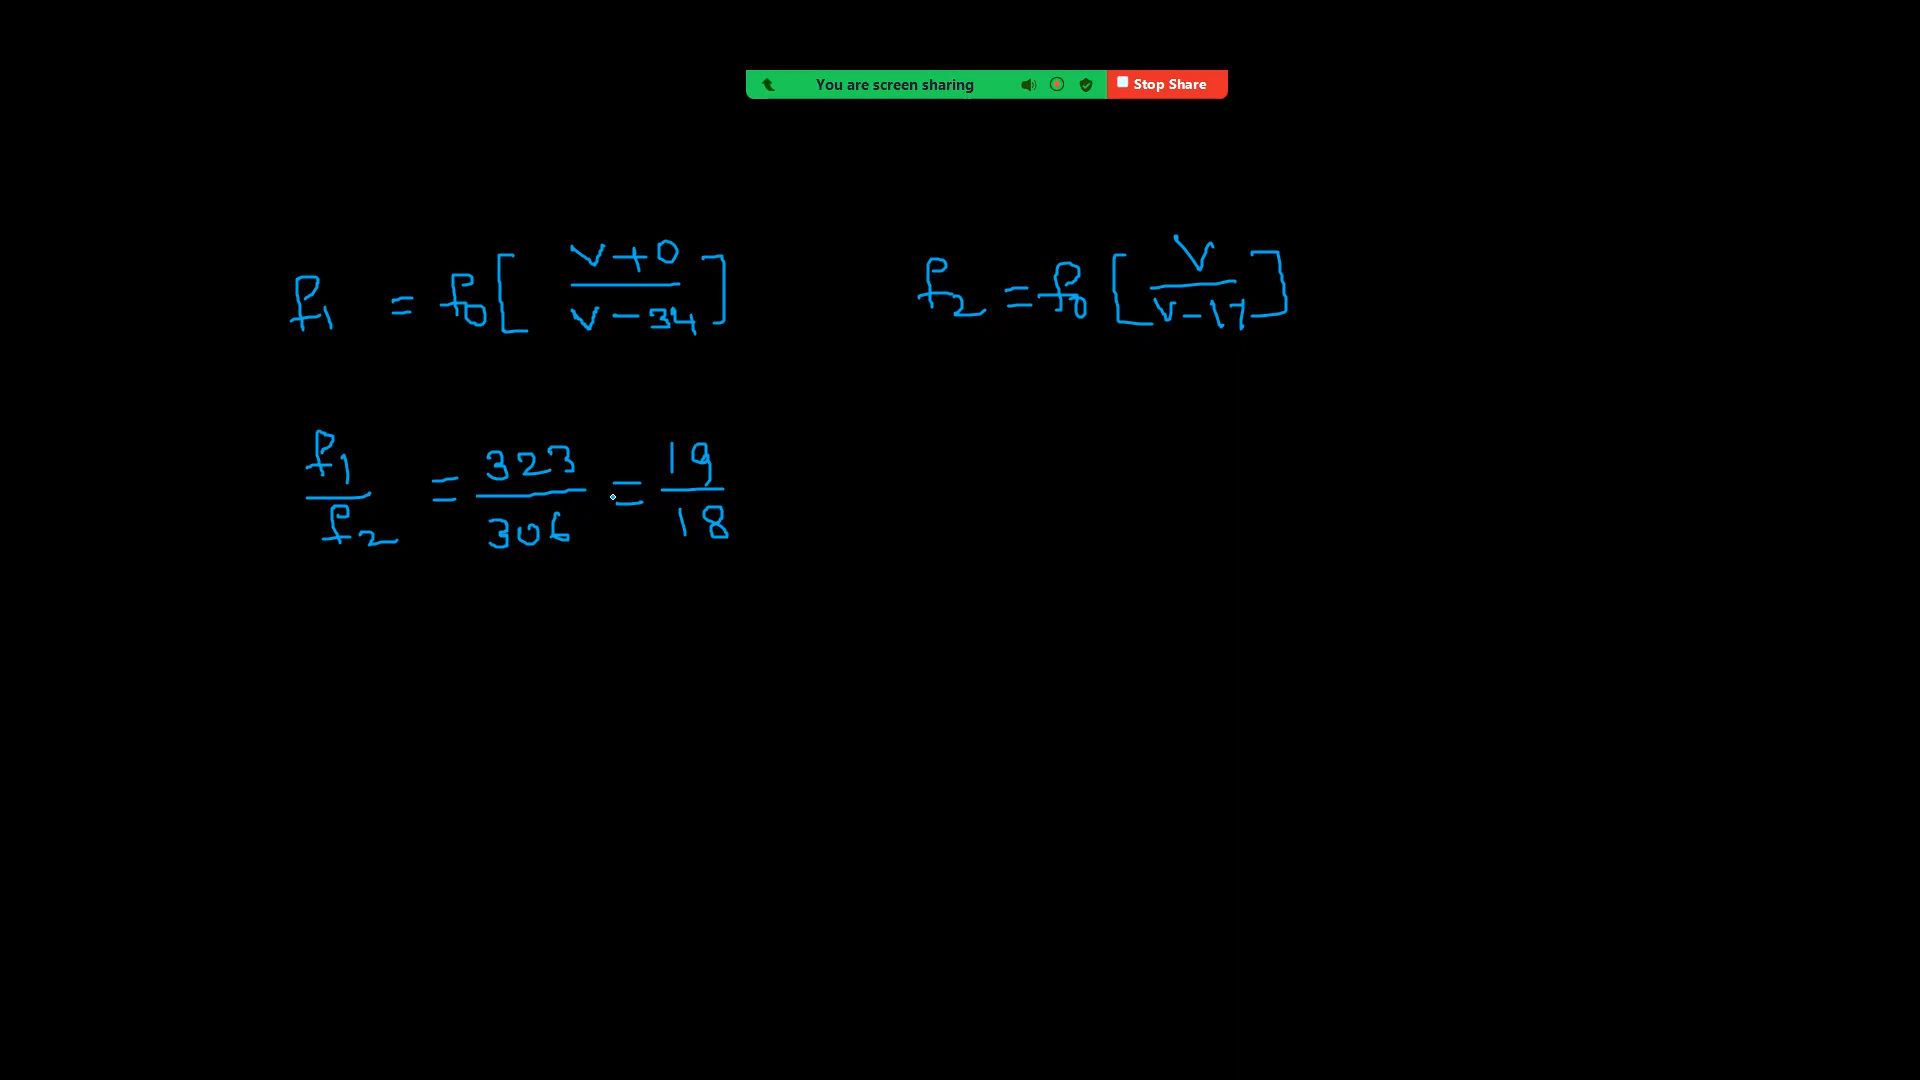 You are screen sharing Stop Share
f1 = f0 [ v+0 / v-34 ] f2 = f0 [ v / v-17 ]
f1 / f2 = 323 / 306 = 19 / 18